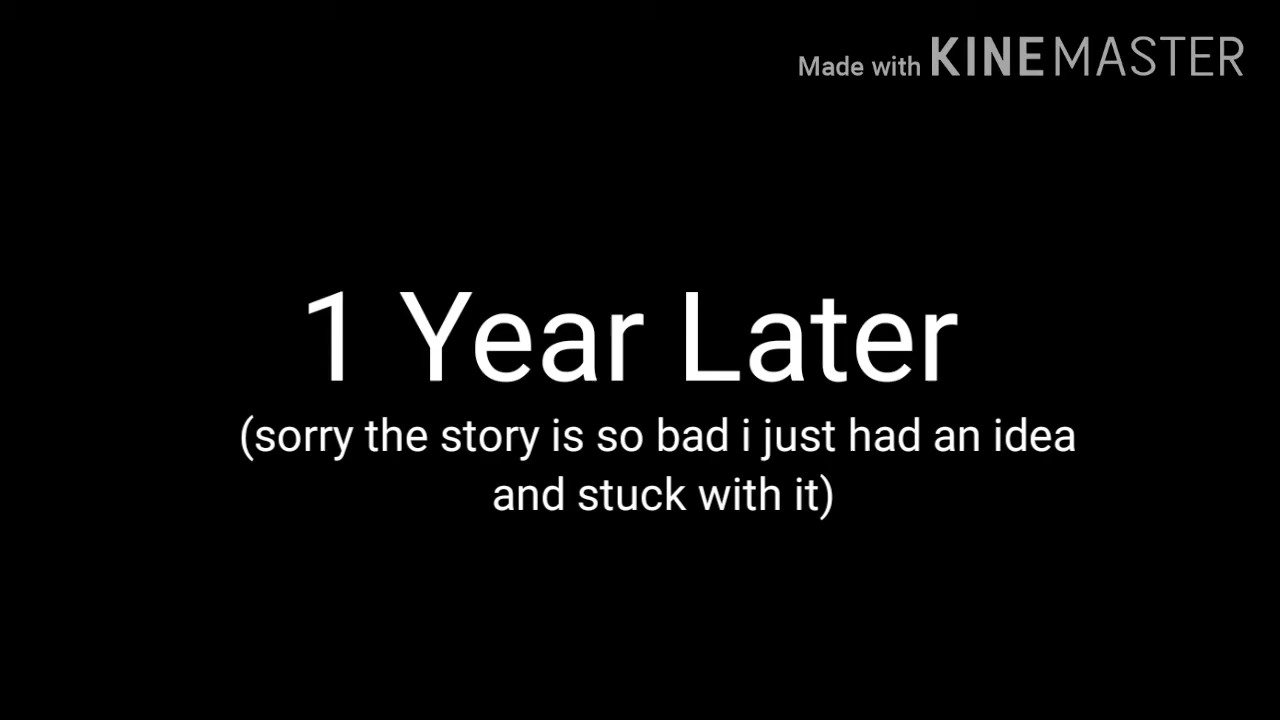 Made with KINEMASTER
1 Year Later
(sorry the story is so bad i just had an idea
and stuck with it)